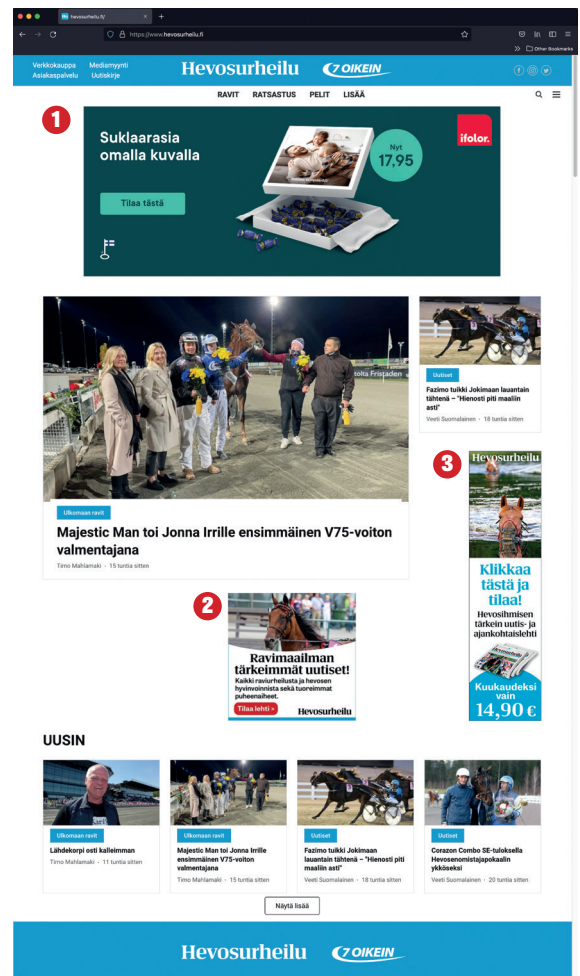 hevosurheilu.fi/
https://www.hevosurheilu.fi
Other Bookmarks
Verkkokauppa Mediamyynti
Asiakaspalvelu Uutiskirje
Hevosurheilu 7 OIKEIN
RAVIT RATSASTUS PELIT LISÄÄ
1
Suklaarasia
omalla kuvalla
Nyt
17,95
ifolor.
Tilaa tästä
tolta Fristaden
Ulkomaan ravit
Majestic Man toi Jonna Irrille ensimmäinen V75-voiton
valmentajana
Timo Mahlamaki - 15 tuntia sitten
Uutiset
Fazimo tuikki Jokimaan lauantain
tähtenä – "Hienosti piti maaliin
asti"
Veeti Suomalainen - 18 tuntia sitten
3
Hevosurheilu
Klikkaa
tästä ja
tilaa!
Hevosihmisen
tärkein uutis- ja
ajankohtaislehti
Hevosurheilu
Kuukaudeksi
vain
14,90 €
2
Ravimaailman
tärkeimmät uutiset!
Kaikki raviurheilusta ja hevosen
hyvinvoinnista sekä tuoreimmat
puheenaiheet.
Tilaa lehti >
Hevosurheilu
UUSIN
Ulkomaan ravit
Lähdekorpi osti kalleimman
Timo Mahlamaki - 11 tuntia sitten
Ulkomaan ravit
Majestic Man toi Jonna Irrille
ensimmäinen V75-voiton
valmentajana
Timo Mahlamaki - 15 tuntia sitten
Uutiset
Fazimo tuikki Jokimaan
lauantain tähtenä – "Hienosti piti
maaliin asti"
Veeti Suomalainen - 18 tuntia sitten
Uutiset
Corazon Combo SE-tuloksella
Hevosenomistajapokaalin
ykköseksi
Veeti Suomalainen - 20 tuntia sitten
Näytä lisää
Hevosurheilu 7 OIKEIN